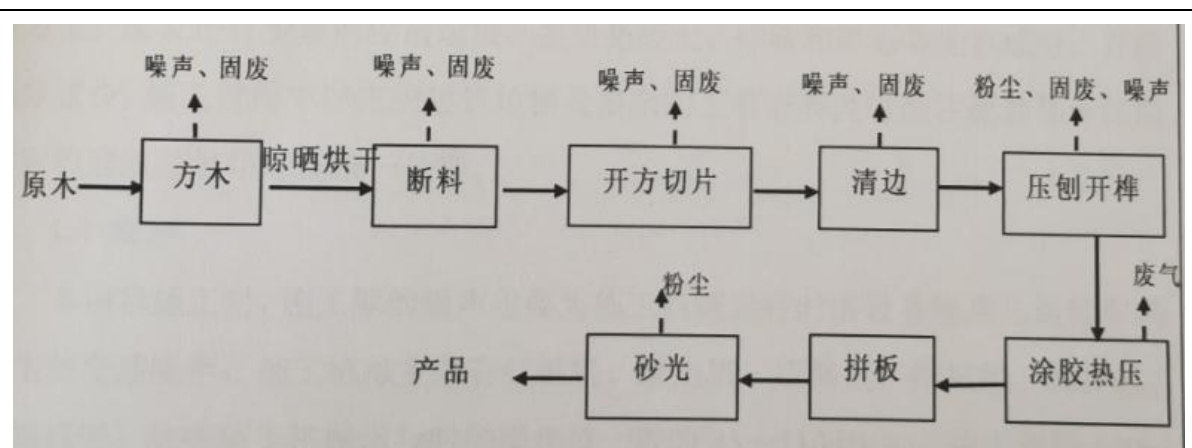 噪声、固废
噪声、固废
噪声、固废
噪声、固废
粉尘、固废、噪声
原木
方木
晾晒烘干
断料
开方切片
清边
压刨开榫
粉尘
废气
产品
砂光
拼板
涂胶热压